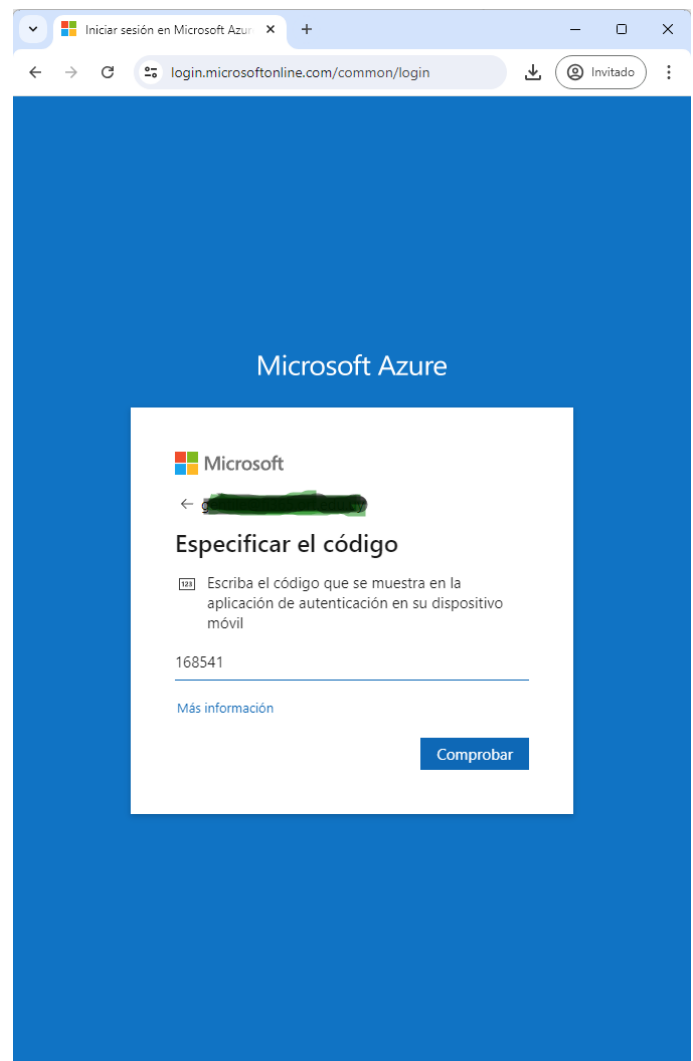 Iniciar sesión en Microsoft Azur
login.microsoftonline.com/common/login
Invitado
Microsoft Azure
Microsoft
Especificar el código
123
Escriba el código que se muestra en la
aplicación de autenticación en su dispositivo
móvil
168541
Más información
Comprobar